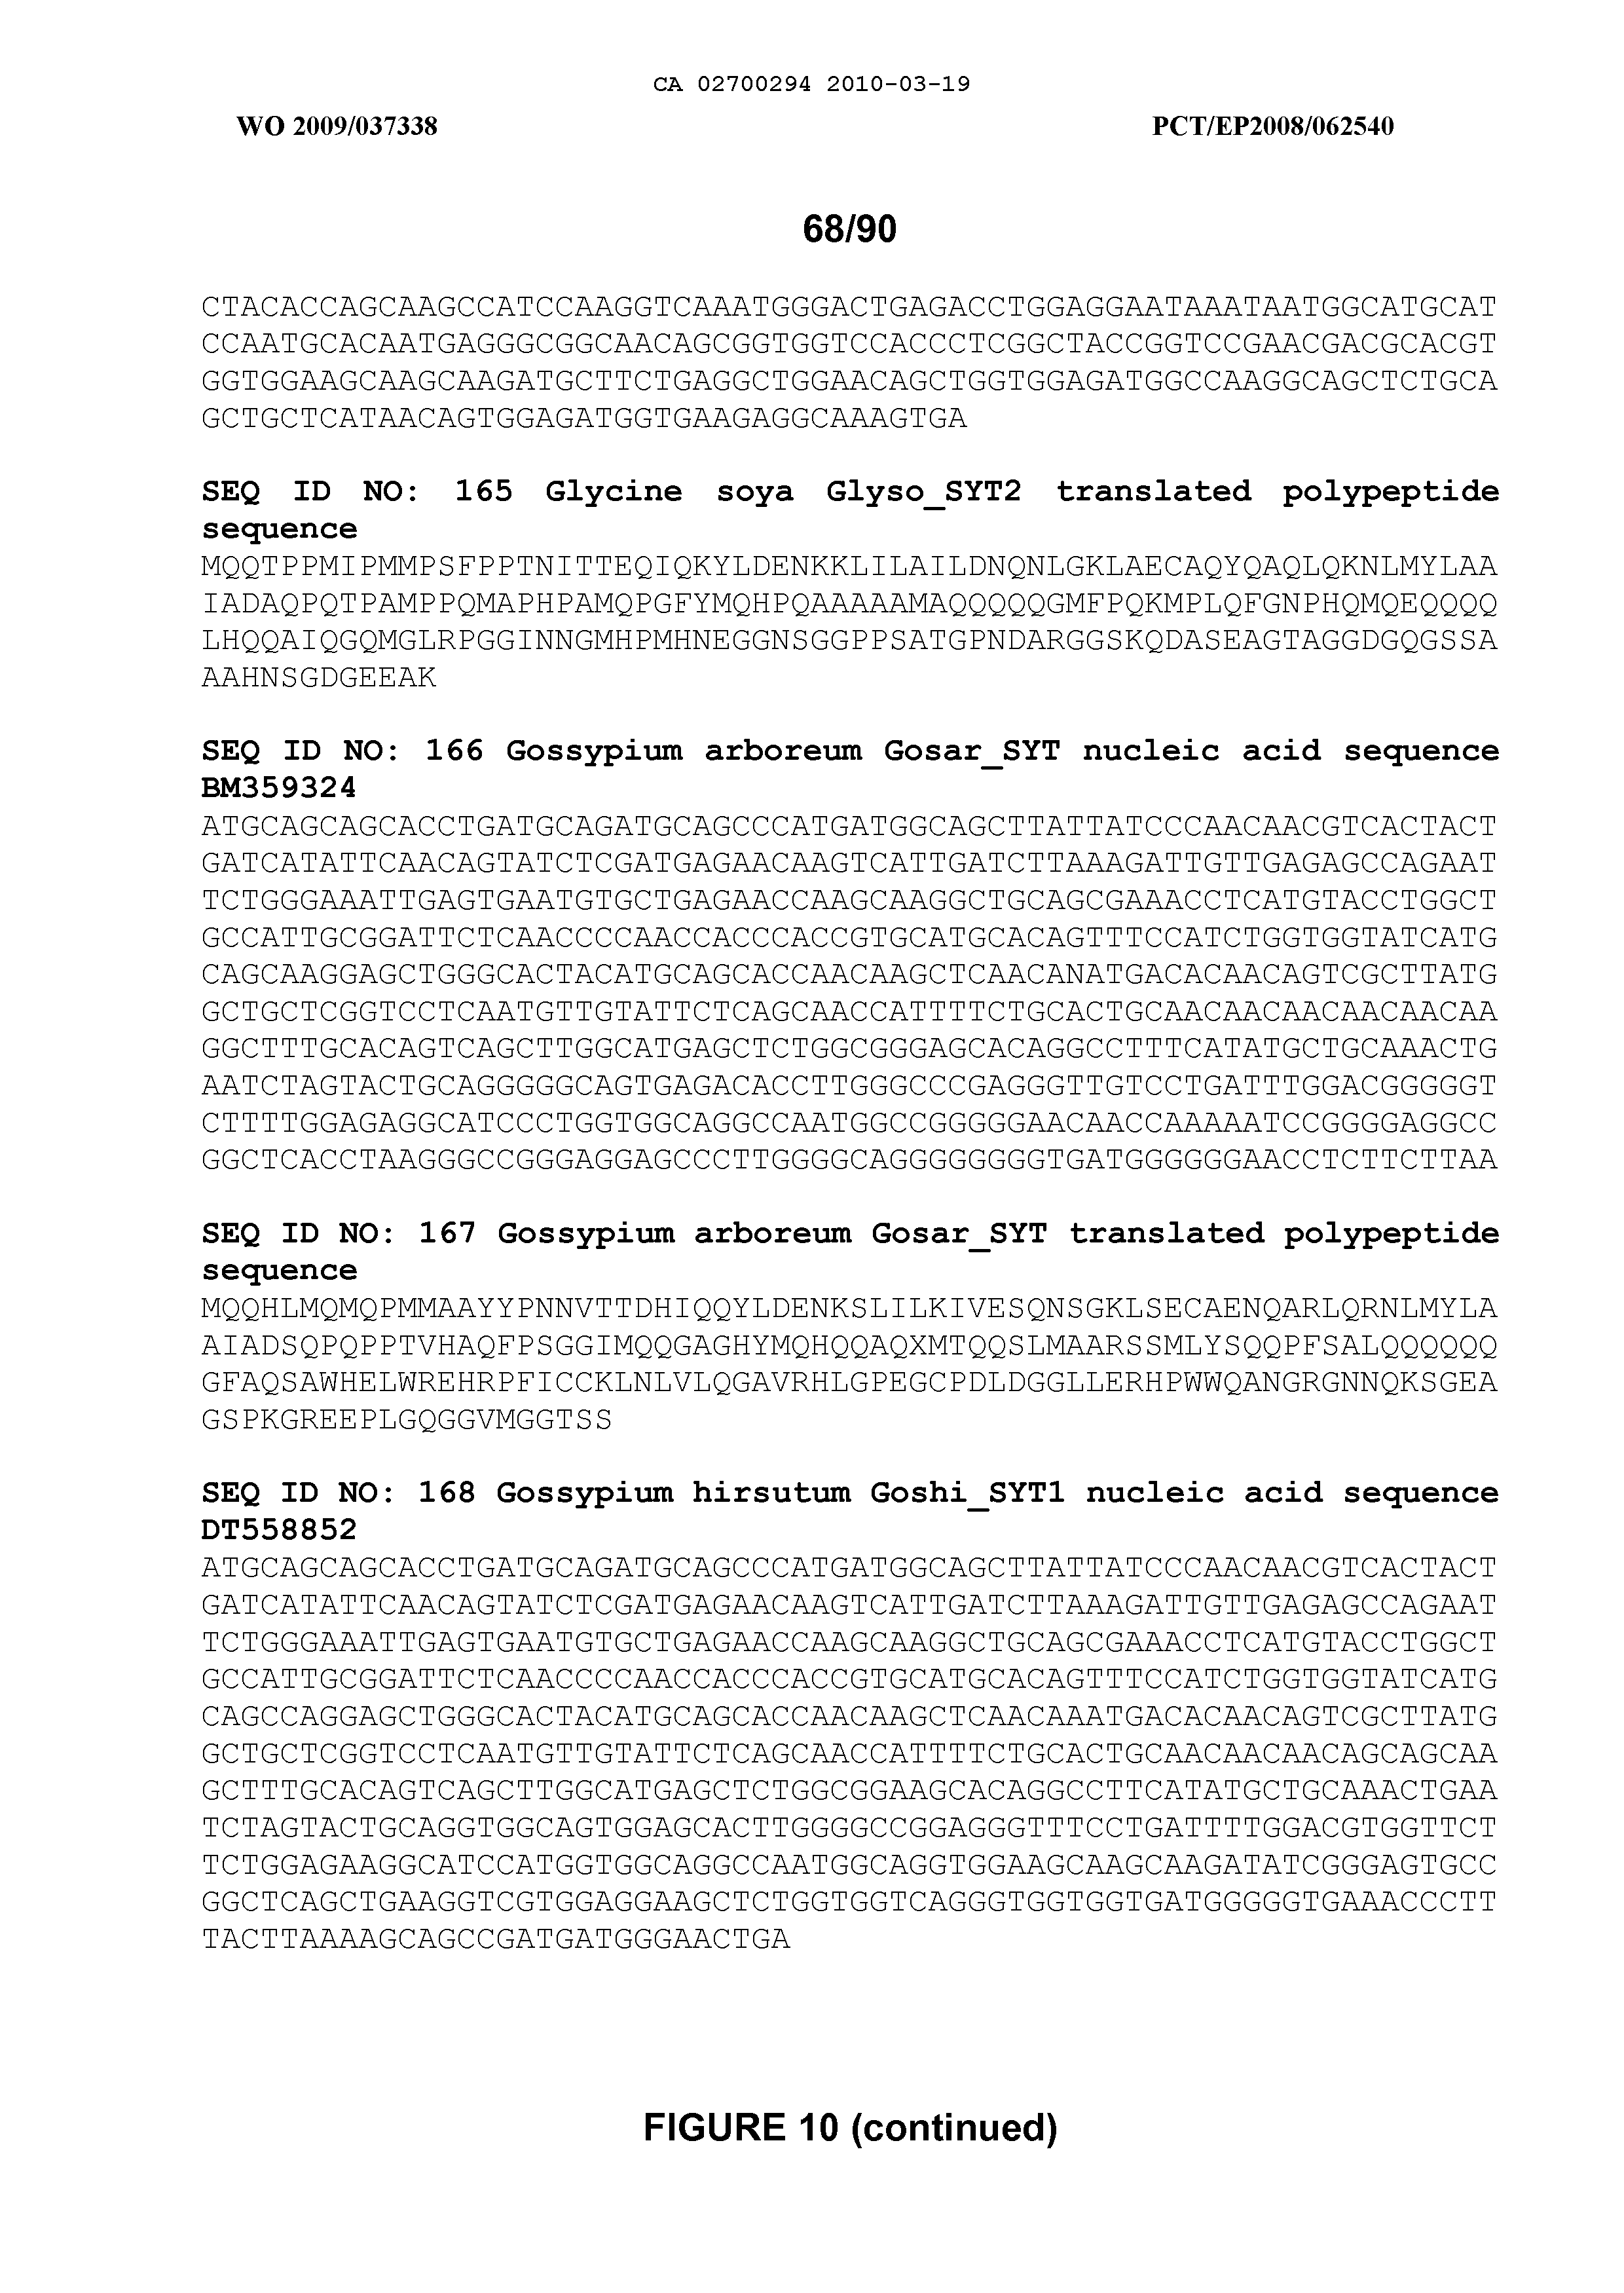 CA 02700294 2010-03-19
WO 2009/037338 PCT/EP2008/062540
68/90
CTACACCAGCAAGCCATCCAAGGTCAAATGGGACTGAGACCTGGAGGAATAAATAATGGCATGCAT
CCAATGCACAATGAGGGCGGCAACAGCGGTGGTCCACCCTCGGCTACCGGTCCGAACGACGCACGT
GGTGGAAGCAAGCAAGATGCTTCTGAGGCTGGAACAGCTGGTGGAGATGGCCAAGGCAGCTCTGCA
GCTGCTCATAACAGTGGAGATGGTGAAGAGGCAAAGTGA
SEQ ID NO: 165 Glycine soya Glyso_SYT2 translated polypeptide
sequence
MQQTPPMIPMMPSFPPTNITTEQIQKYLDENKKLILAILDNQNLGKLAECAQYQAQLQKNLMYLAA
IADAQPQTPAMPPQMAPHPAMQPGFYMQHPQAAAAAMAQQQQQGMFPQKMPLQFGNPHQMQEQQQQ
LHQQAIQGQMGLRPGGINNGMHPMHNEGGNSGGPPSATGPNDARGGSKQDASEAGTAGGDGQGSSA
AAHNSGDGEEAK
SEQ ID NO: 166 Gossypium arboreum Gosar_SYT nucleic acid sequence
BM359324
ATGCAGCAGCACCTGATGCAGATGCAGCCCATGATGGCAGCTTATTATCCCAACAACGTCACTACT
GATCATATTCAACAGTATCTCGATGAGAACAAGTCATTGATCTTAAAGATTGTTGAGAGCCAGAAT
TCTGGGAAATTGAGTGAATGTGCTGAGAACCAAGCAAGGCTGCAGCGAAACCTCATGTACCTGGCT
GCCATTGCGGATTCTCAACCCCAACCACCCACCGTGCATGCACAGTTTCCATCTGGTGGTATCATG
CAGCAAGGAGCTGGGCACTACATGCAGCACCAACAAGCTCAACANATGACACAACAGTCGCTTATG
GCTGCTCGGTCCTCAATGTTGTATTCTCAGCAACCATTTTCTGCACTGCAACAACAACAACAACAA
GGCTTTGCACAGTCAGCTTGGCATGAGCTCTGGCGGGAGCACAGGCCTTTCATATGCTGCAAACTG
AATCTAGTACTGCAGGGGGCAGTGAGACACCTTGGGCCCGAGGGTTGTCCTGATTTGGACGGGGGT
CTTTTGGAGAGGCATCCCTGGTGGCAGGCCAATGGCCGGGGGAACAACCAAAAATCCGGGGAGGCC
GGCTCACCTAAGGGCCGGGAGGAGCCCTTGGGGCAGGGGGGGGTGATGGGGGGAACCTCTTCTTAA
SEQ ID NO: 167 Gossypium arboreum Gosar_SYT translated polypeptide
sequence
MQQHLMQMQPMMAAYYPNNVTTDHIQQYLDENKSLILKIVESQNSGKLSECAENQARLQRNLMYLA
AIADSQPQPPTVHAQFPSGGIMQQGAGHYMQHQQAQXMTQQSLMAARSSMLYSQQPFSALQQQQQQ
GFAQSAWHELWREHRPFICCKLNLVLQGAVRHLGPEGCPDLDGGLLERHPWWQANGRGNNQKSGEA
GSPKGREEPLGQGGVMGGTSS
SEQ ID NO: 168 Gossypium hirsutum Goshi_SYT1 nucleic acid sequence
DT558852
ATGCAGCAGCACCTGATGCAGATGCAGCCCATGATGGCAGCTTATTATCCCAACAACGTCACTACT
GATCATATTCAACAGTATCTCGATGAGAACAAGTCATTGATCTTAAAGATTGTTGAGAGCCAGAAT
TCTGGGAAATTGAGTGAATGTGCTGAGAACCAAGCAAGGCTGCAGCGAAACCTCATGTACCTGGCT
GCCATTGCGGATTCTCAACCCCAACCACCCACCGTGCATGCACAGTTTCCATCTGGTGGTATCATG
CAGCCAGGAGCTGGGCACTACATGCAGCACCAACAAGCTCAACAAATGACACAACAGTCGCTTATG
GCTGCTCGGTCCTCAATGTTGTATTCTCAGCAACCATTTTCTGCACTGCAACAACAACAGCAGCAA
GCTTTGCACAGTCAGCTTGGCATGAGCTCTGGCGGAAGCACAGGCCTTCATATGCTGCAAACTGAA
TCTAGTACTGCAGGTGGCAGTGGAGCACTTGGGGCCGGAGGGTTTCCTGATTTTGGACGTGGTTCT
TCTGGAGAAGGCATCCATGGTGGCAGGCCAATGGCAGGTGGAAGCAAGCAAGATATCGGGAGTGCC
GGCTCAGCTGAAGGTCGTGGAGGAAGCTCTGGTGGTCAGGGTGGTGGTGATGGGGGTGAAACCCTT
TACTTAAAAGCAGCCGATGATGGGAACTGA
FIGURE 10 (continued)